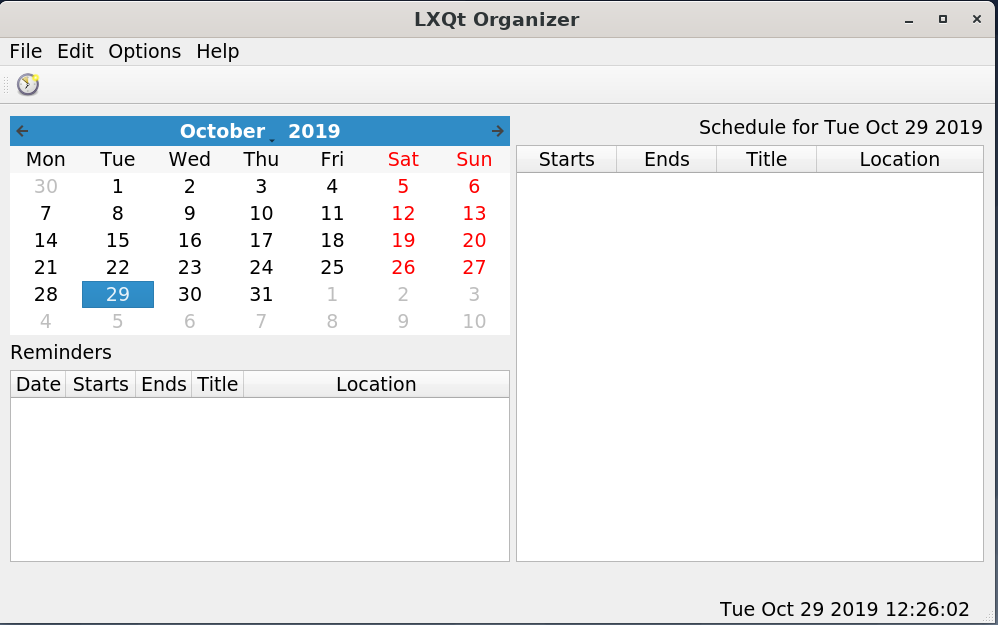 LXQt Organizer
File Edit Options Help
October 2019
Mon Tue Wed Thu Fri Sat Sun
30 1 2 3 4 5 6
7 8 9 10 11 12 13
14 15 16 17 18 19 20
21 22 23 24 25 26 27
28 29 30 31 1 2 3
4 5 6 7 8 9 10
Reminders
Date Starts Ends Title Location
Schedule for Tue Oct 29 2019
Starts Ends Title Location
Tue Oct 29 2019 12:26:02